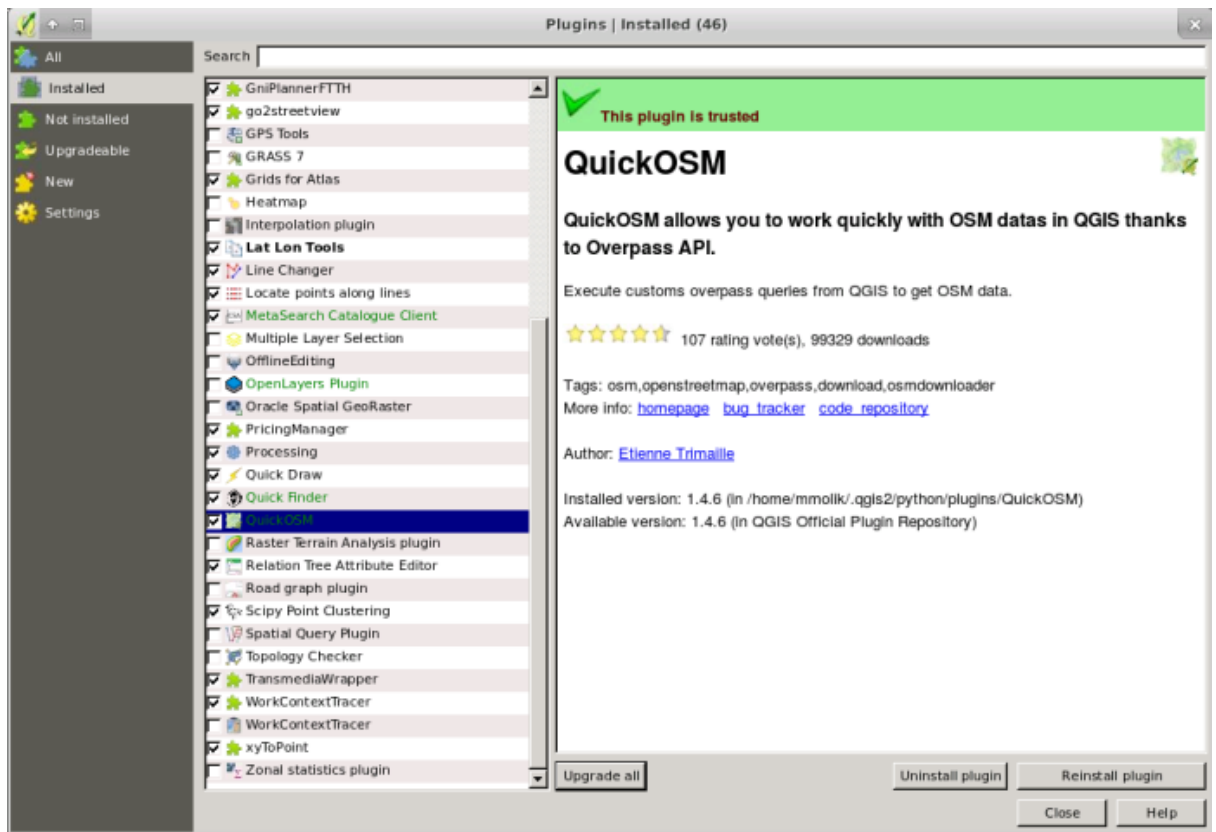 Plugins | Installed (46)
All
Installed
Not installed
Upgradeable
New
Settings
Search
GniPlannerFTTH
go2streetview
GPS Tools
GRASS 7
Grids for Atlas
Heatmap
Interpolation plugin
Lat Lon Tools
Line Changer
Locate points along lines
MetaSearch Catalogue Client
Multiple Layer Selection
OfflineEditing
OpenLayers Plugin
Oracle Spatial GeoRaster
PricingManager
Processing
Quick Draw
Quick Finder
QuickOSM
Raster Terrain Analysis plugin
Relation Tree Attribute Editor
Road graph plugin
Scipy Point Clustering
Spatial Query Plugin
Topology Checker
TransmediaWrapper
WorkContextTracer
WorkContextTracer
xyToPoint
Zonal statistics plugin
This plugin is trusted
QuickOSM
QuickOSM allows you to work quickly with OSM datas in QGIS thanks
to Overpass API.
Execute customs overpass queries from QGIS to get OSM data.
107 rating vote(s), 99329 downloads
Tags: osm,openstreetmap,overpass,download,osmdownloader
More info: homepage bug tracker code repository
Author: Etienne Trimaille
Installed version: 1.4.6 (in /home/mmolik/.qgis2/python/plugins/QuickOSM)
Available version: 1.4.6 (in QGIS Official Plugin Repository)
Upgrade all
Uninstall plugin
Reinstall plugin
Close
Help